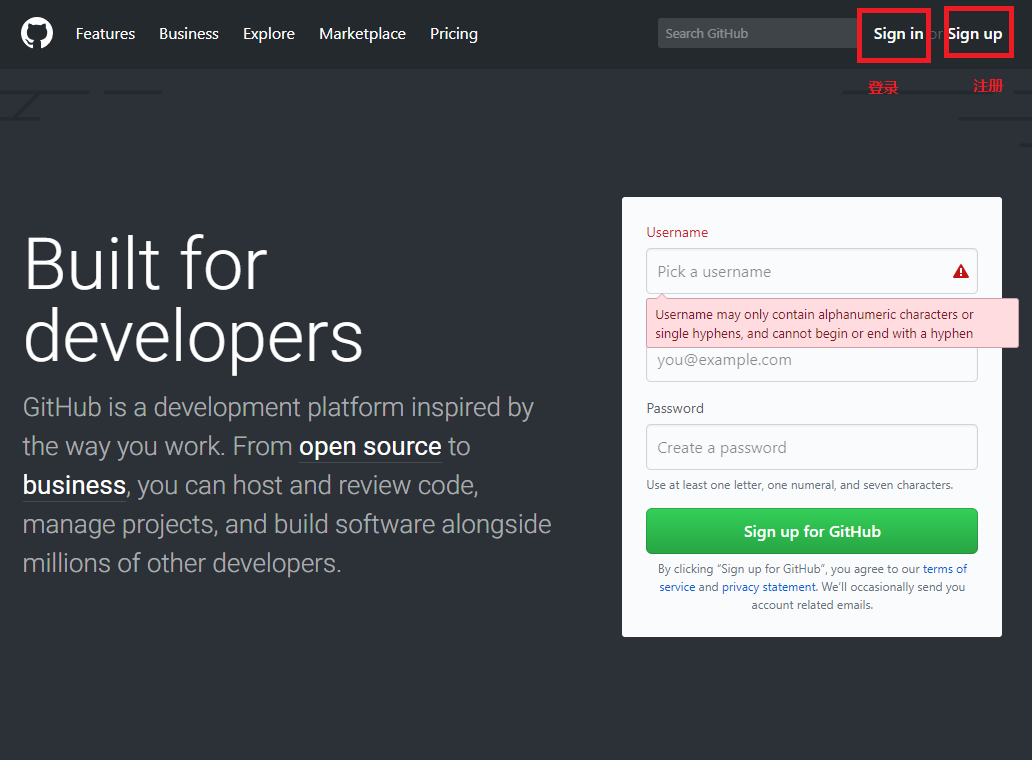 Features Business Explore Marketplace Pricing Search GitHub Sign in or Sign up
登录 注册
Built for
developers
GitHub is a development platform inspired by
the way you work. From open source to
business, you can host and review code,
manage projects, and build software alongside
millions of other developers.
Username
Pick a username
Username may only contain alphanumeric characters or
single hyphens, and cannot begin or end with a hyphen
you@example.com
Password
Create a password
Use at least one letter, one numeral, and seven characters.
Sign up for GitHub
By clicking “Sign up for GitHub”, you agree to our terms of
service and privacy statement. We’ll occasionally send you
account related emails.